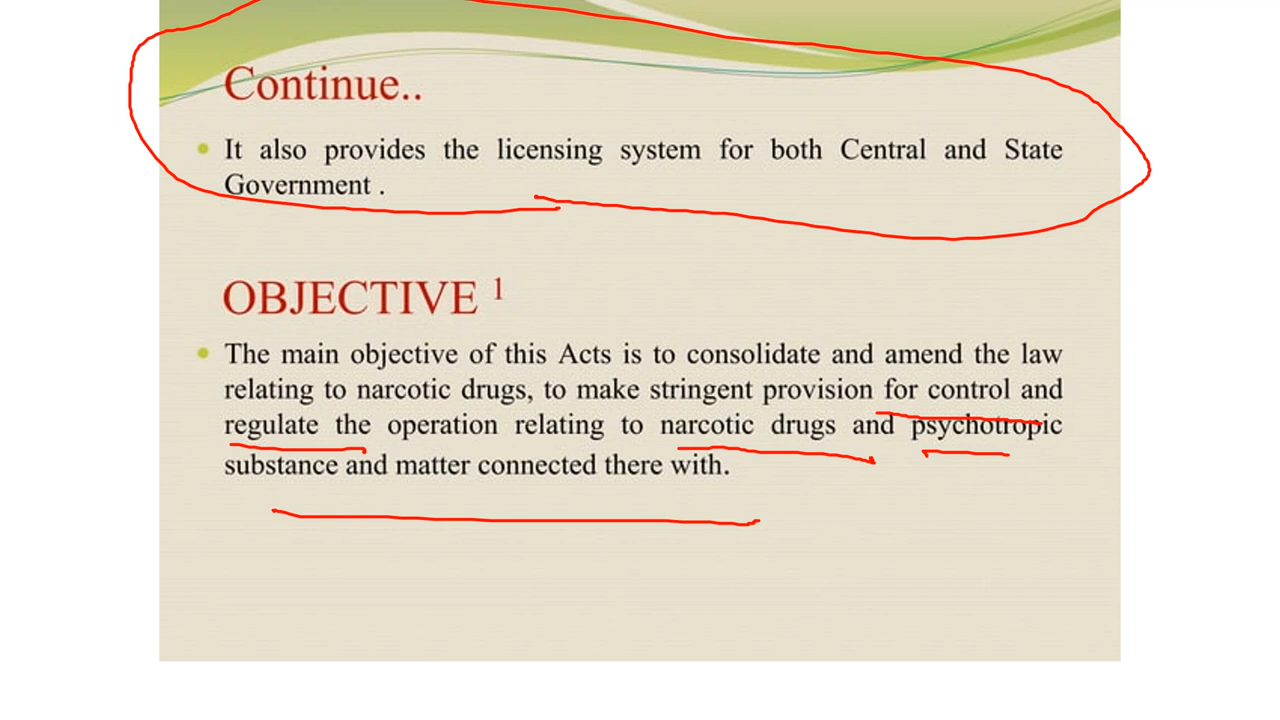 Continue..
It also provides the licensing system for both Central and State
Government .
OBJECTIVE 1
The main objective of this Acts is to consolidate and amend the law
relating to narcotic drugs, to make stringent provision for control and
regulate the operation relating to narcotic drugs and psychotropic
substance and matter connected there with.